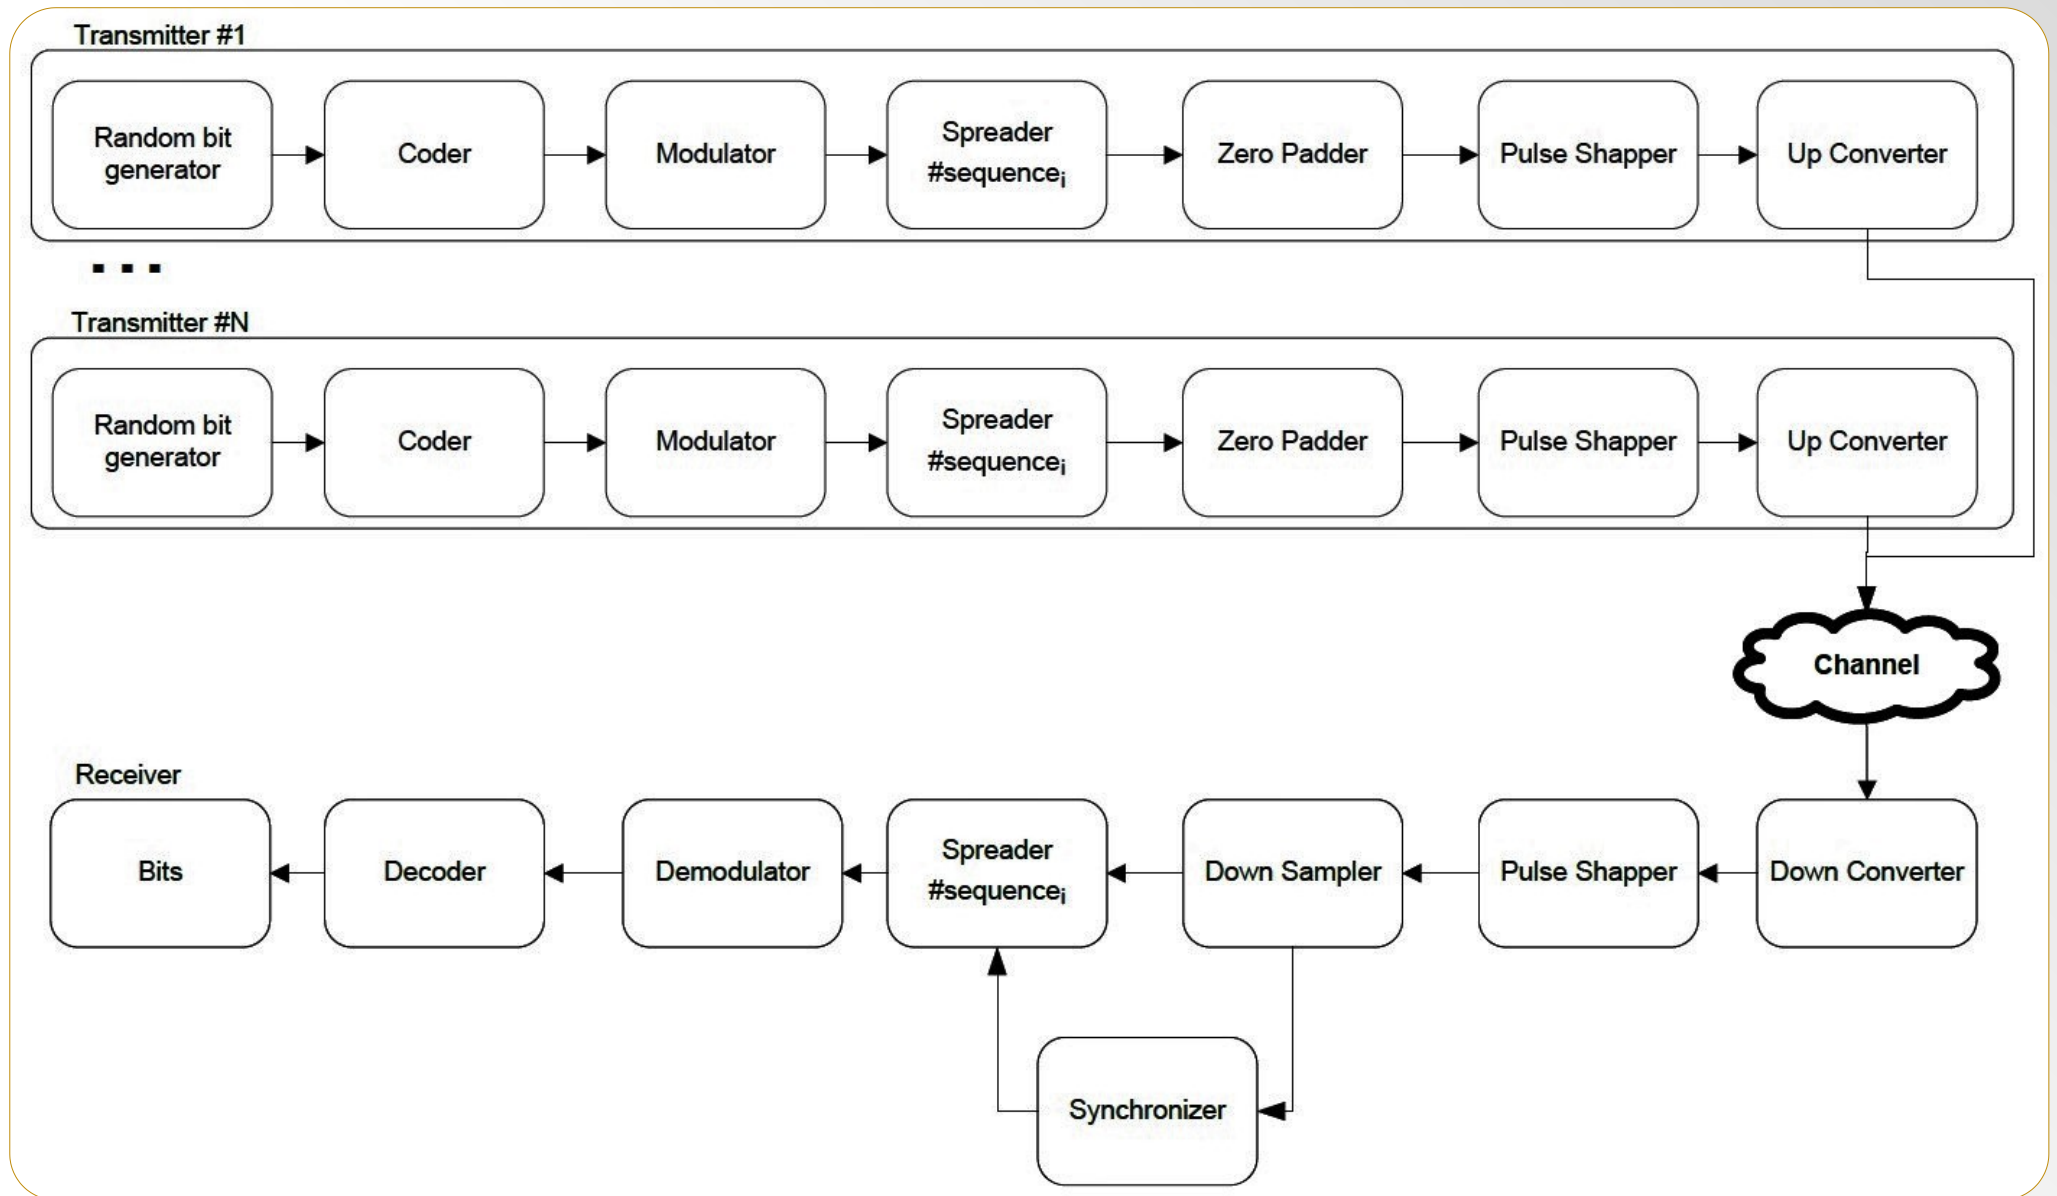 Transmitter #1
Random bit
generator
Coder
Modulator
Spreader
#sequencei
Zero Padder
Pulse Shapper
Up Converter
...
Transmitter #N
Random bit
generator
Coder
Modulator
Spreader
#sequencei
Zero Padder
Pulse Shapper
Up Converter
Channel
Receiver
Bits
Decoder
Demodulator
Spreader
#sequencei
Down Sampler
Pulse Shapper
Down Converter
Synchronizer